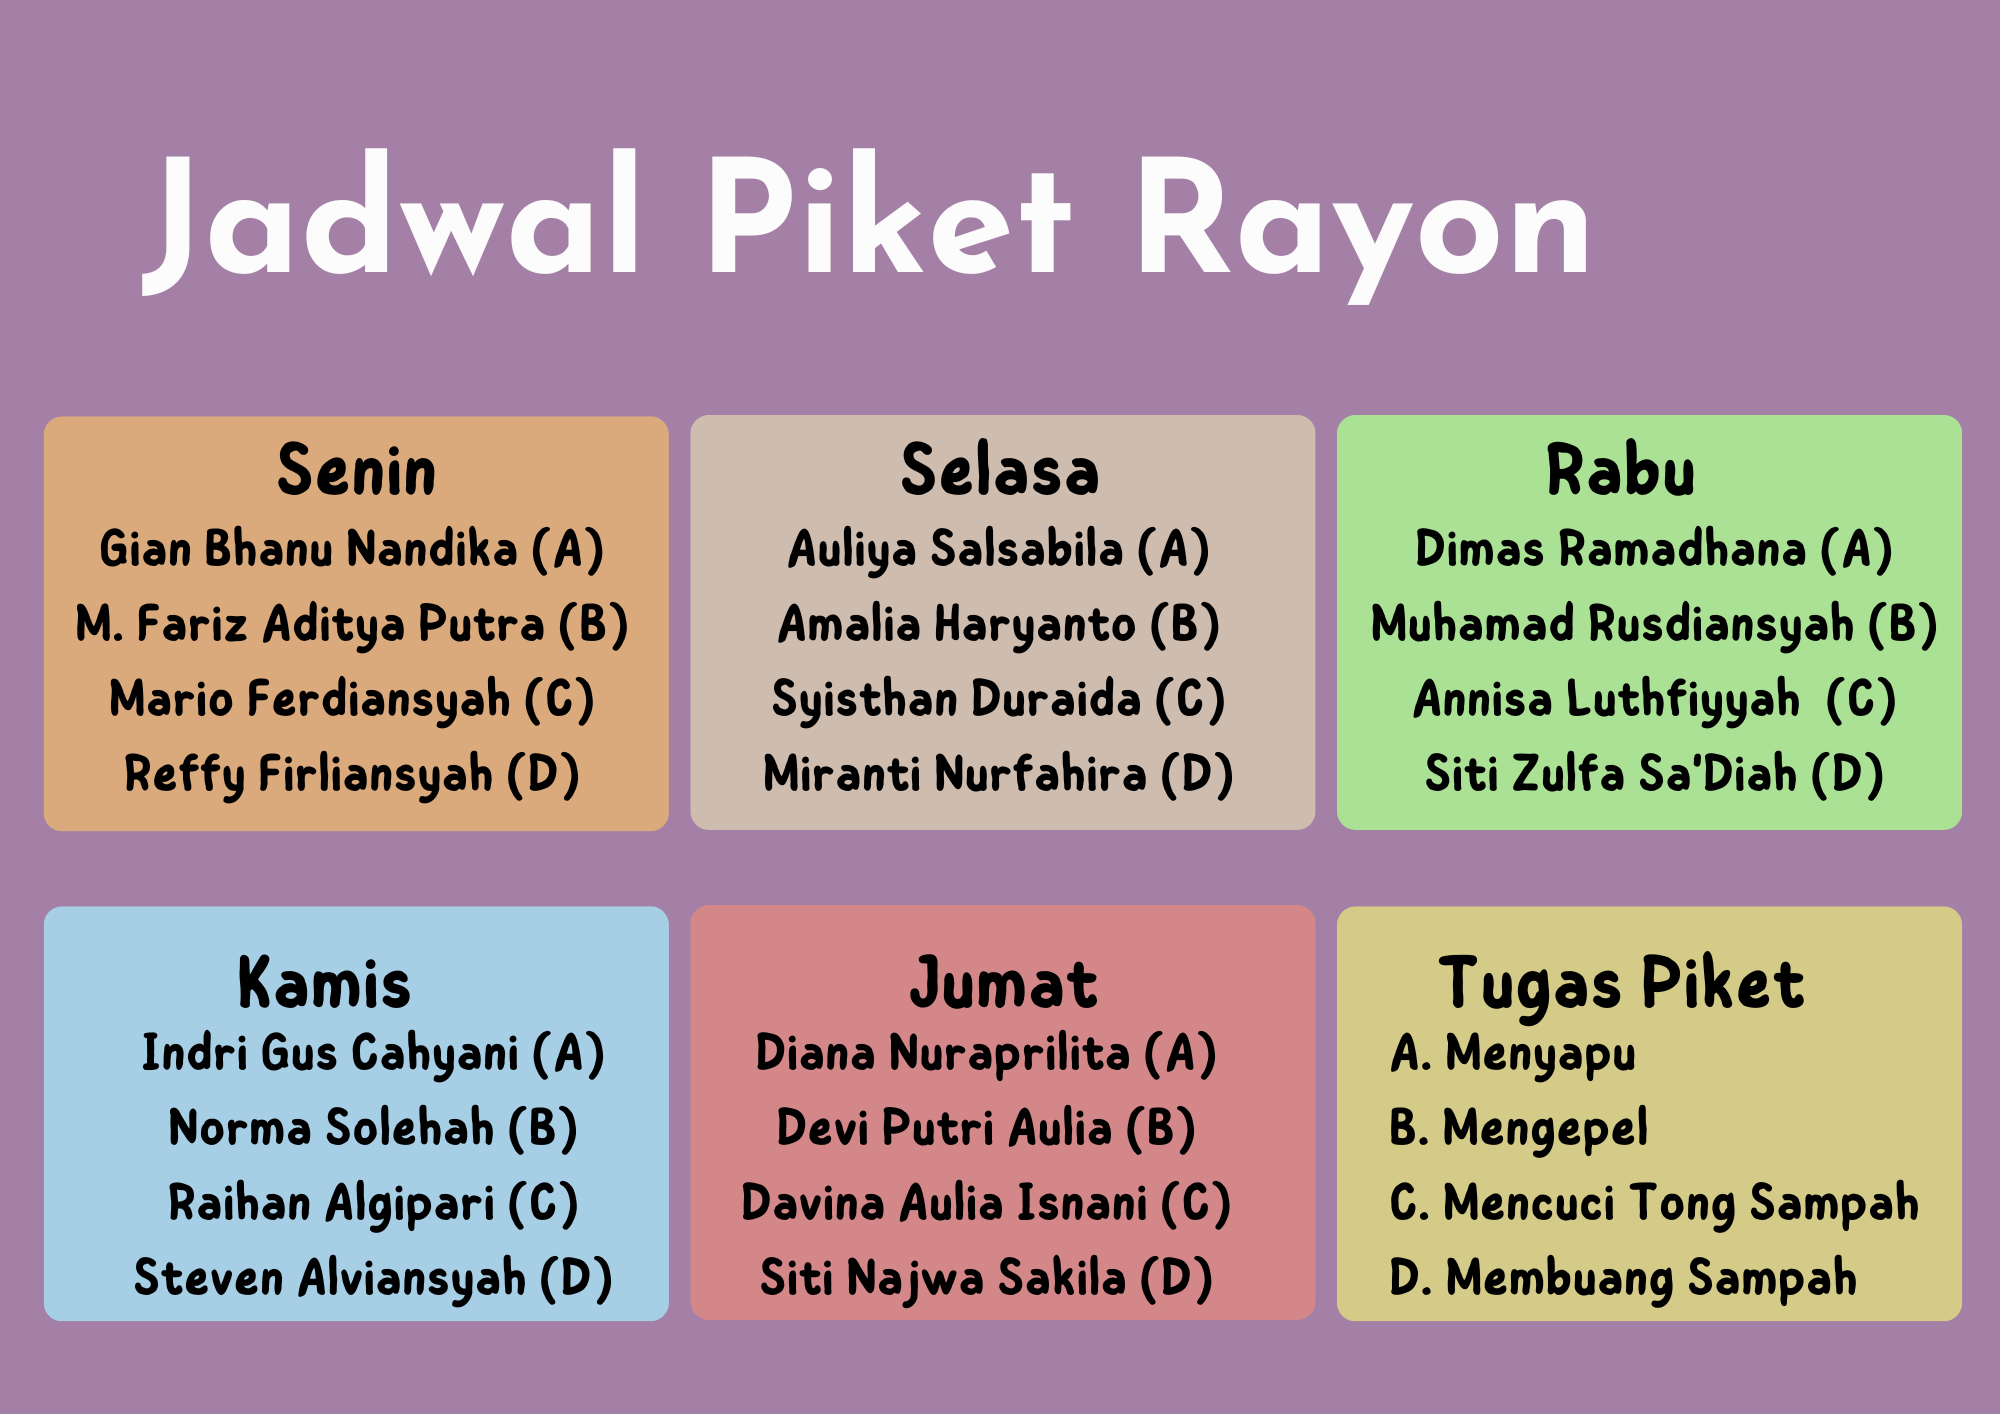 Jadwal Piket Rayon
Senin
Gian Bhanu Nandika (A)
M. Fariz Aditya Putra (B)
Mario Ferdiansyah (C)
Reffy Firliansyah (D)
Selasa
Auliya Salsabila (A)
Amalia Haryanto (B)
Syisthan Duraida (C)
Miranti Nurfahira (D)
Rabu
Dimas Ramadhana (A)
Muhamad Rusdiansyah (B)
Annisa Luthfiyyah (C)
Siti Zulfa Sa'Diah (D)
Kamis
Indri Gus Cahyani (A)
Norma Solehah (B)
Raihan Algipari (C)
Steven Alviansyah (D)
Jumat
Diana Nuraprilita (A)
Devi Putri Aulia (B)
Davina Aulia Isnani (C)
Siti Najwa Sakila (D)
Tugas Piket
A. Menyapu
B. Mengepel
C. Mencuci Tong Sampah
D. Membuang Sampah